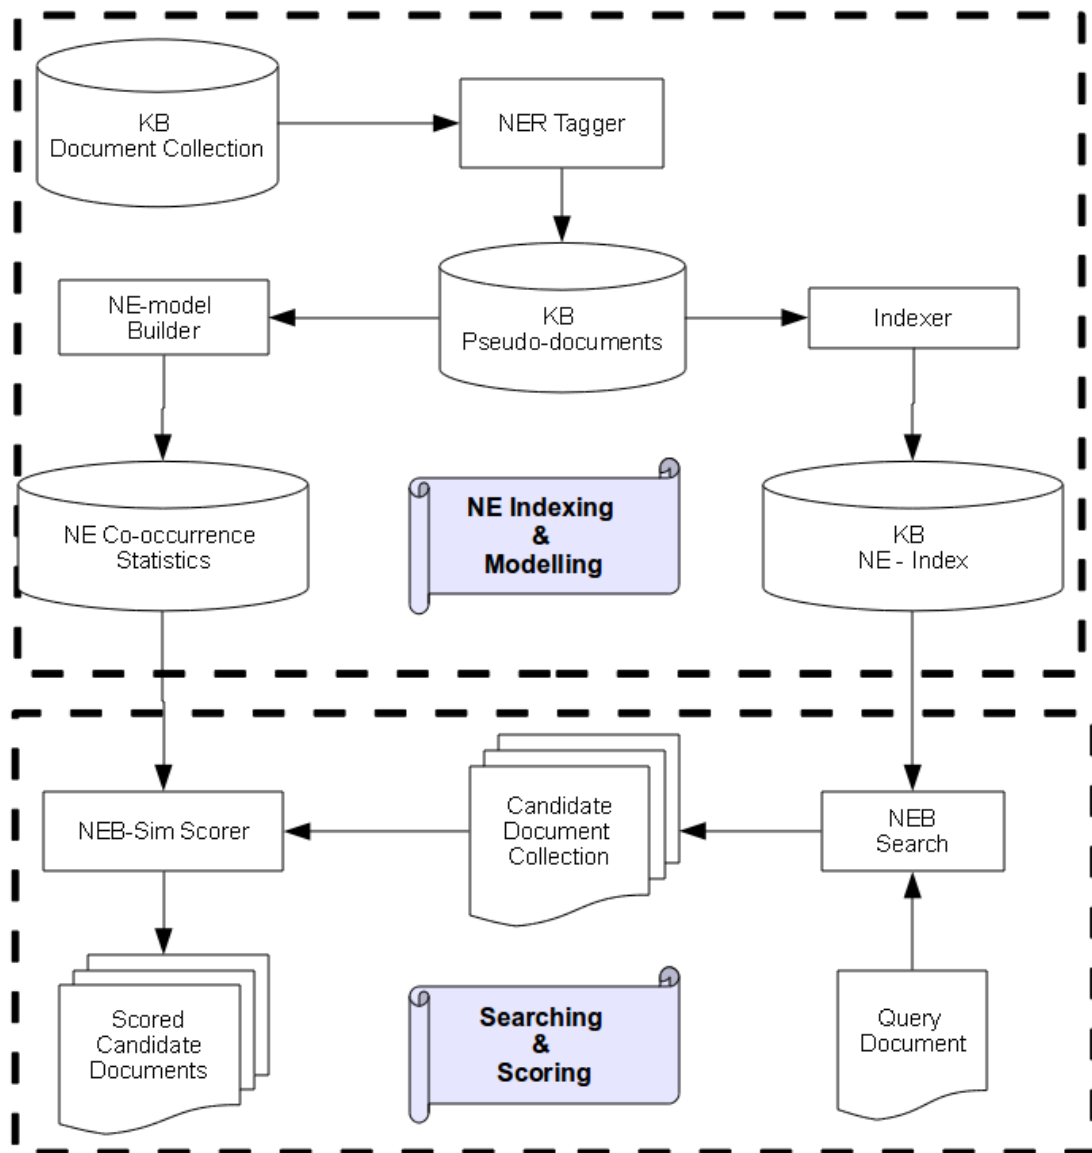 KB
Document Collection
NER Tagger
NE-model
Builder
KB
Pseudo-documents
Indexer
NE Co-occurrence
Statistics
NE Indexing
&
Modelling
KB
NE - Index
NEB-Sim Scorer
Candidate
Document
Collection
NEB
Search
Scored
Candidate
Documents
Searching
&
Scoring
Query
Document